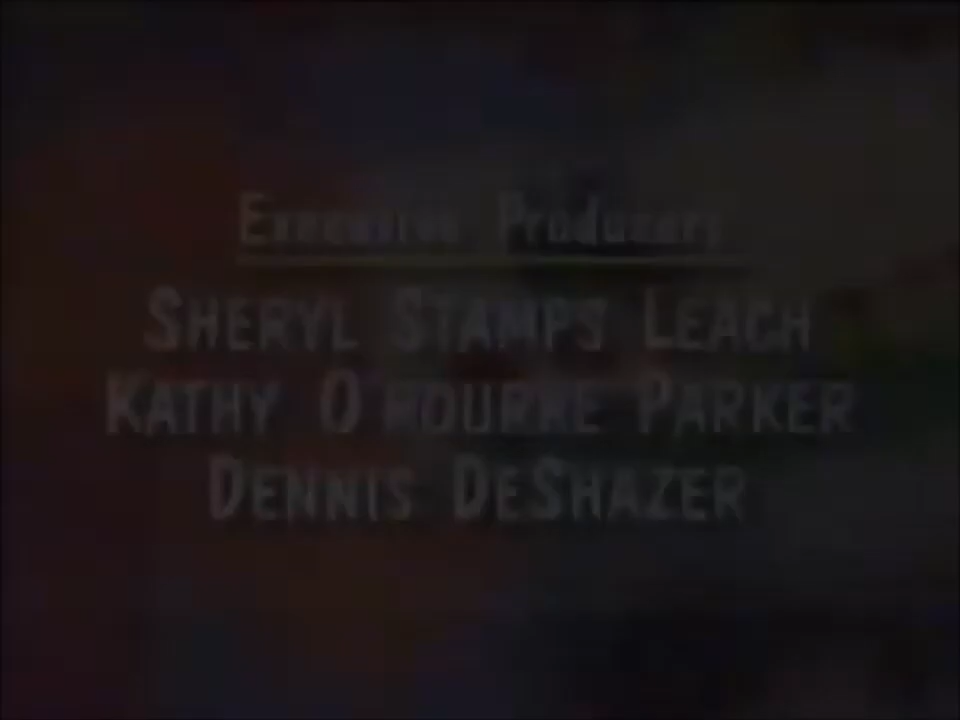 Executive Producers
SHERYL STAMPS LEACH
KATHY O'ROURKE PARKER
DENNIS DESHAZER